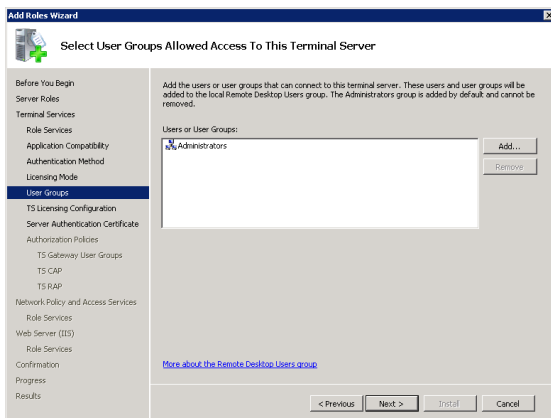 Add Roles Wizard
Select User Groups Allowed Access To This Terminal Server
Before You Begin
Server Roles
Terminal Services
Role Services
Application Compatibility
Authentication Method
Licensing Mode
User Groups
TS Licensing Configuration
Server Authentication Certificate
Authorization Policies
TS Gateway User Groups
TS CAP
TS RAP
Network Policy and Access Services
Role Services
Web Server (IIS)
Role Services
Confirmation
Progress
Results
Add the users or user groups that can connect to this terminal server. These users and user groups will be
added to the local Remote Desktop Users group. The Administrators group is added by default and cannot be
removed.
Users or User Groups:
Administrators
Add...
Remove
More about the Remote Desktop Users group
< Previous
Next >
Install
Cancel